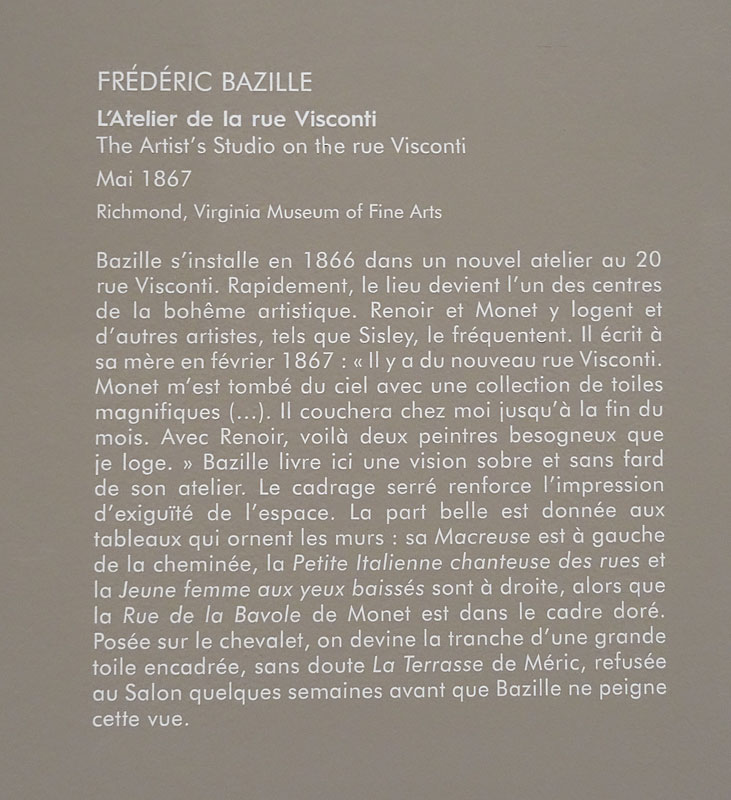 FRÉDÉRIC BAZILLE
L'Atelier de la rue Visconti
The Artist's Studio on the rue Visconti
Mai 1867
Richmond, Virginia Museum of Fine Arts
Bazille s'installe en 1866 dans un nouvel atelier au 20
rue Visconti. Rapidement, le lieu devient l'un des centres
de la bohême artistique. Renoir et Monet y logent et
d'autres artistes, tels que Sisley, le fréquentent. Il écrit à
sa mère en février 1867 : « Il y a du nouveau rue Visconti.
Monet m'est tombé du ciel avec une collection de toiles
magnifiques (...). Il couchera chez moi jusqu'à la fin du
mois. Avec Renoir, voilà deux peintres besogneux que
je loge. » Bazille livre ici une vision sobre et sans fard
de son atelier. Le cadrage serré renforce l'impression
d'exiguïté de l'espace. La part belle est donnée aux
tableaux qui ornent les murs : sa Macreuse est à gauche
de la cheminée, la Petite Italienne chanteuse des rues et
la Jeune femme aux yeux baissés sont à droite, alors que
la Rue de la Bavole de Monet est dans le cadre doré.
Posée sur le chevalet, on devine la tranche d'une grande
toile encadrée, sans doute La Terrasse de Méric, refusée
au Salon quelques semaines avant que Bazille ne peigne
cette vue.